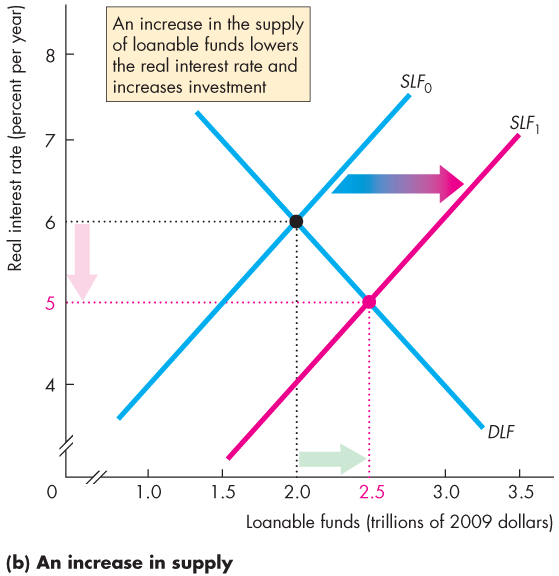 Real interest rate (percent per year)
An increase in the supply
of loanable funds lowers
the real interest rate and
increases investment
8
SLF0
7
SLF1
6
5
4
DLF
0
1.0
1.5
2.0
2.5
3.0
3.5
Loanable funds (trillions of 2009 dollars)
(b) An increase in supply